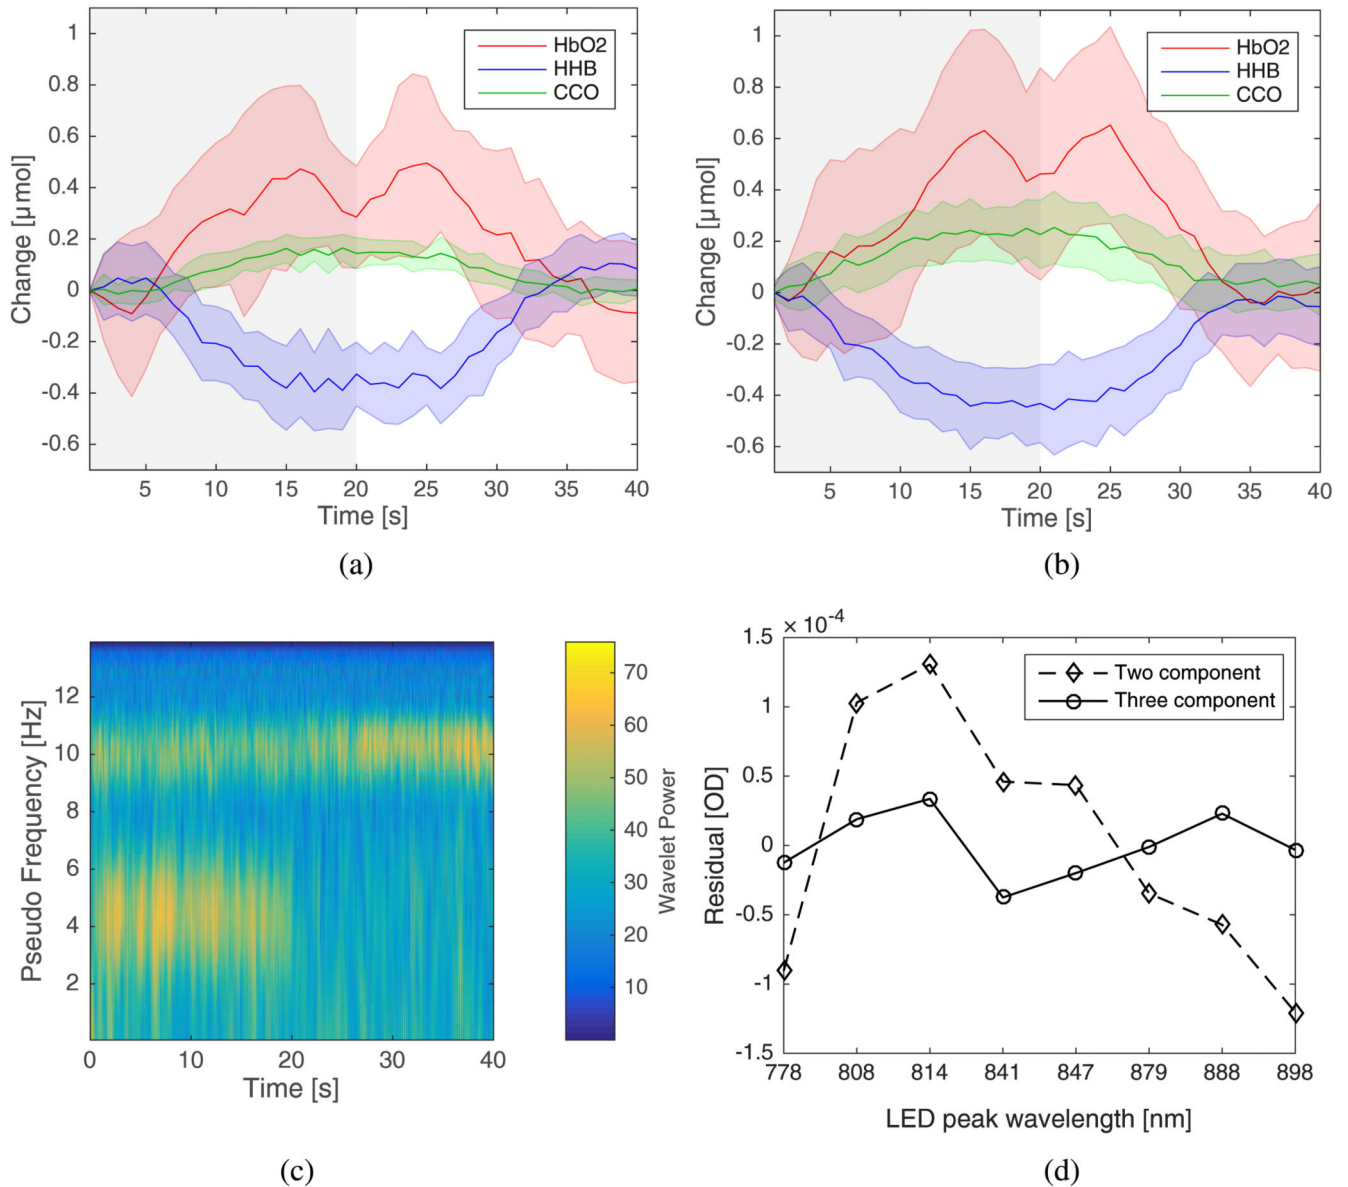 HbO2
HHB
CCO
Change [µmol]
1
0.8
0.6
0.4
0.2
0
-0.2
-0.4
-0.6
5 10 15 20 25 30 35 40
Time [s]
(a)
HbO2
HHB
CCO
Change [µmol]
1
0.8
0.6
0.4
0.2
0
-0.2
-0.4
-0.6
5 10 15 20 25 30 35 40
Time [s]
(b)
Pseudo Frequency [Hz]
12
10
8
6
4
2
0 10 20 30 40
Time [s]
70
60
50
40
30
20
10
Wavelet Power
(c)
× 10-4
Two component
Three component
Residual [OD]
1.5
1
0.5
0
-0.5
-1
-1.5
778 808 814 841 847 879 888 898
LED peak wavelength [nm]
(d)